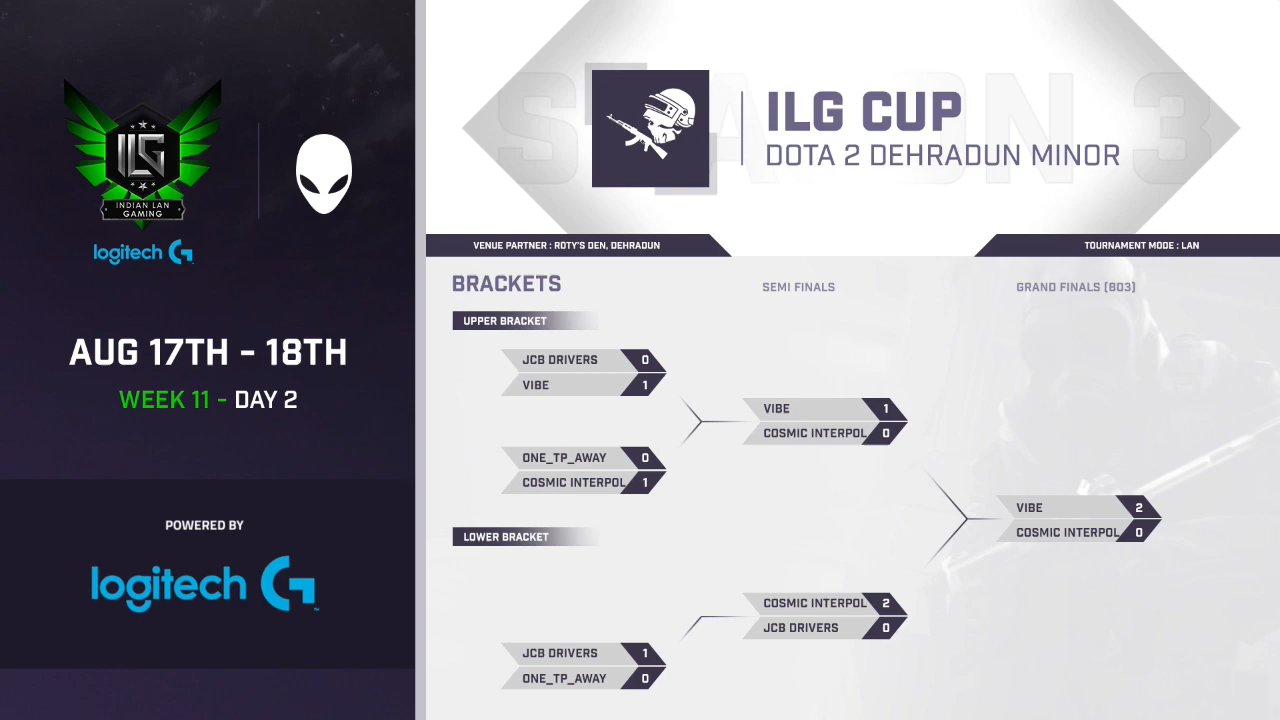 ILG
INDIAN LAN
GAMING
logitech G
AUG 17TH - 18TH
WEEK 11 - DAY 2
POWERED BY
logitech G
SEASON 3
ILG CUP
DOTA 2 DEHRADUN MINOR
VENUE PARTNER : ROTY'S DEN, DEHRADUN
TOURNAMENT MODE : LAN
BRACKETS
SEMI FINALS
GRAND FINALS (BO3)
UPPER BRACKET
JCB DRIVERS 0
VIBE 1
VIBE 1
COSMIC INTERPOL 0
ONE_TP_AWAY 0
COSMIC INTERPOL 1
VIBE 2
COSMIC INTERPOL 0
LOWER BRACKET
COSMIC INTERPOL 2
JCB DRIVERS 0
JCB DRIVERS 1
ONE_TP_AWAY 0